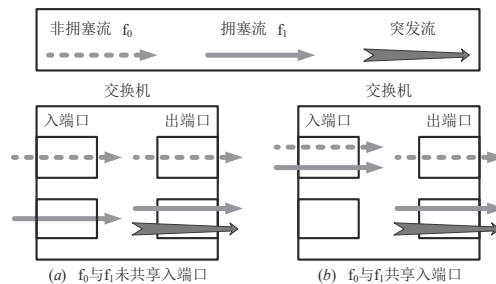 非拥塞流 f₀ 拥塞流 f₁ 突发流
交换机 交换机
入端口 出端口 入端口 出端口
(a) f₀与f₁未共享入端口 (b) f₀与f₁共享入端口